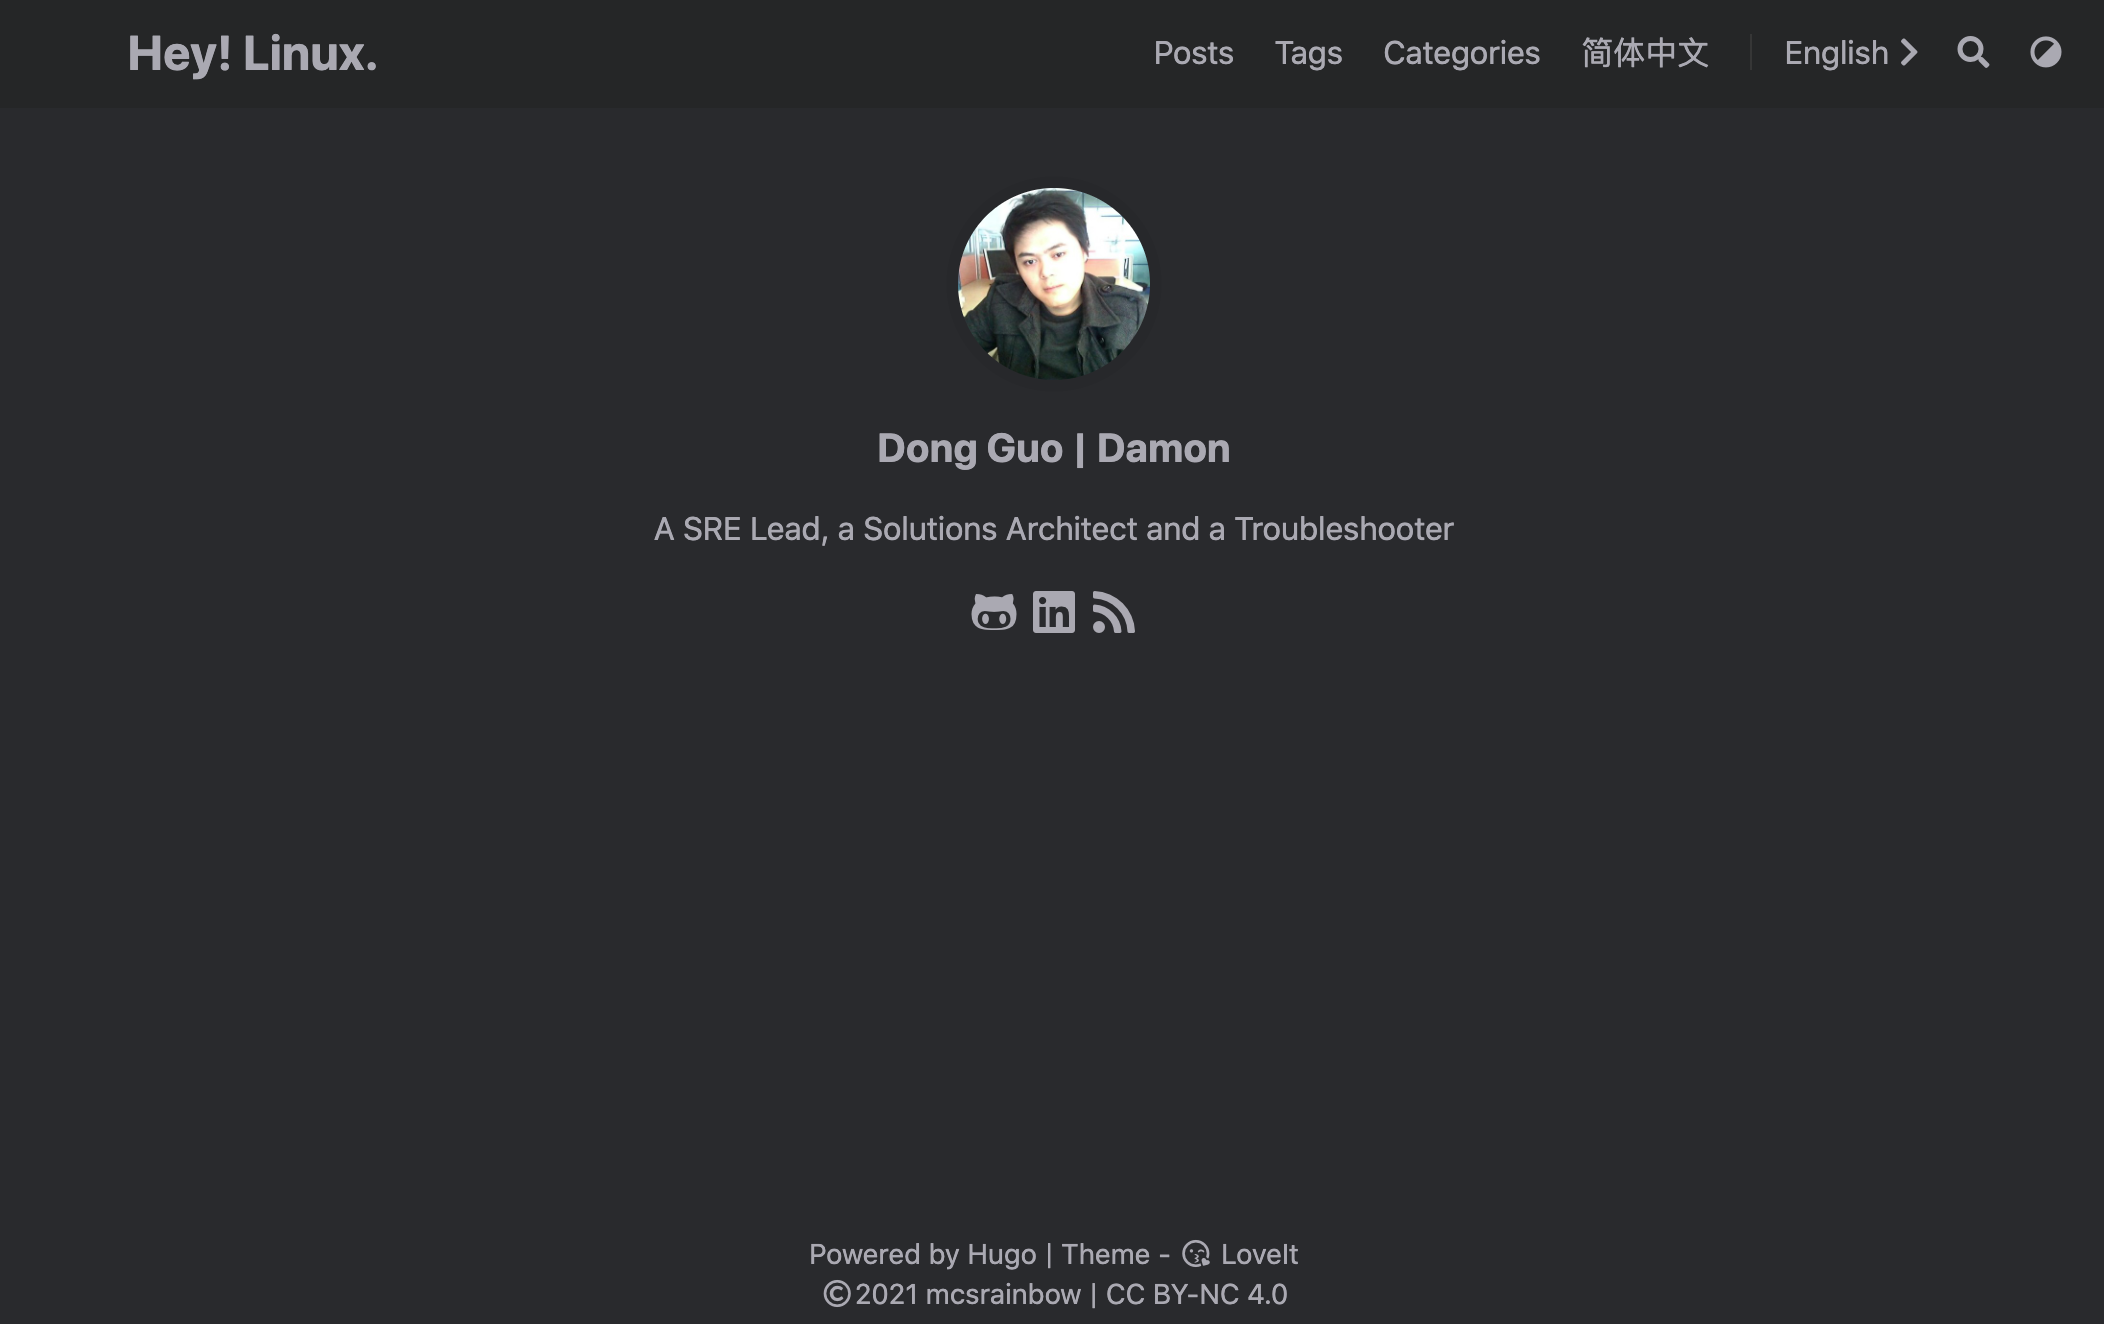 Hey! Linux.
Posts Tags Categories 简体中文 | English
Dong Guo | Damon
A SRE Lead, a Solutions Architect and a Troubleshooter
in
Powered by Hugo | Theme - LoveIt
©2021 mcsrainbow | CC BY-NC 4.0